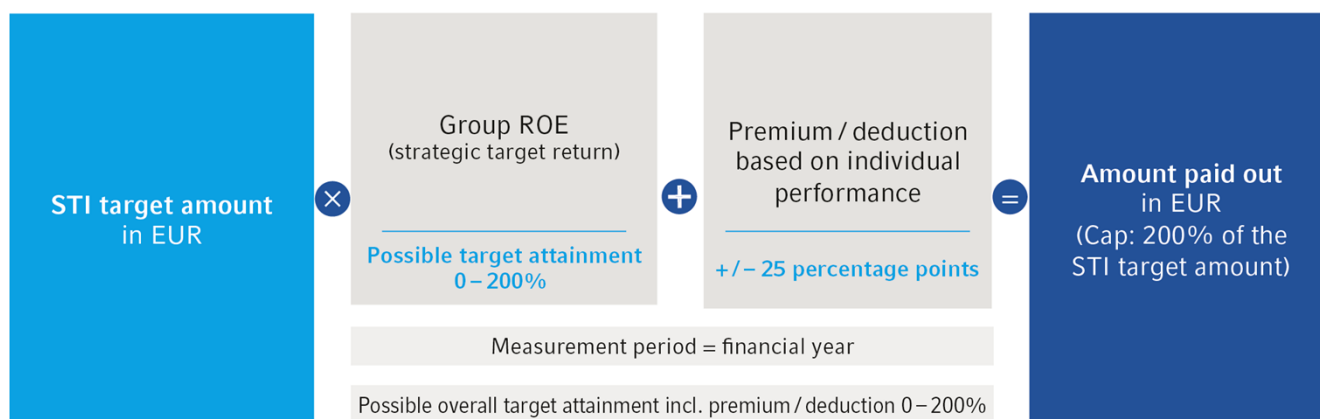 STI target amount
in EUR
×
Group ROE
(strategic target return)
Possible target attainment
0 – 200%
+
Premium / deduction
based on individual
performance
+ / – 25 percentage points
=
Amount paid out
in EUR
(Cap: 200% of the
STI target amount)
Measurement period = financial year
Possible overall target attainment incl. premium / deduction 0 – 200%